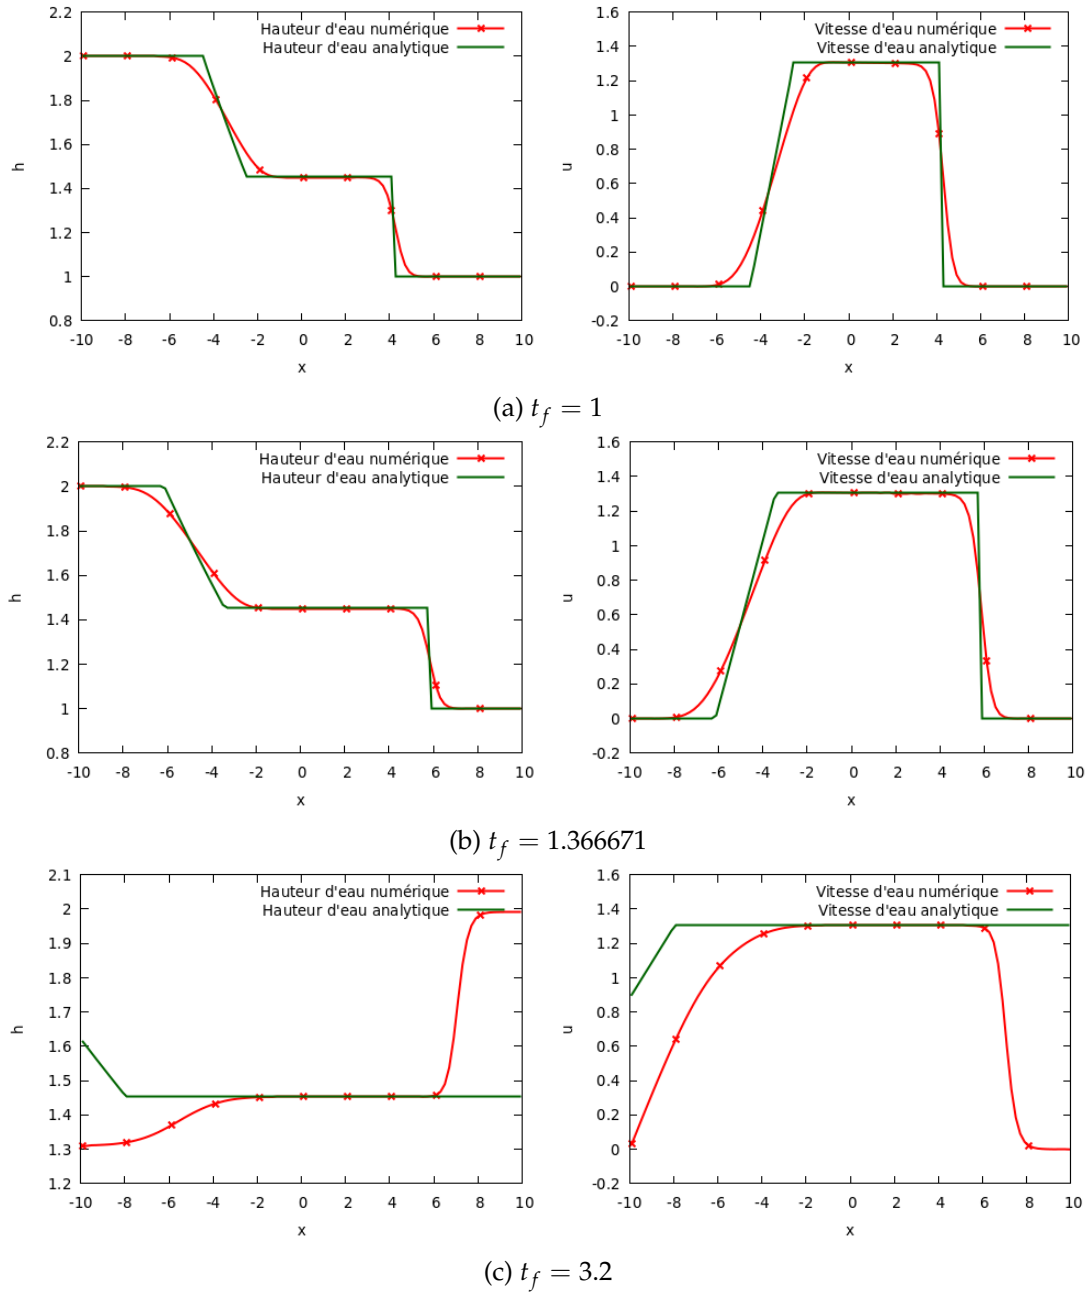 Hauteur d'eau numérique
Hauteur d'eau analytique
2.2
2
1.8
1.6
1.4
1.2
1
0.8
h
-10 -8 -6 -4 -2 0 2 4 6 8 10
x
Vitesse d'eau numérique
Vitesse d'eau analytique
1.6
1.4
1.2
1
0.8
0.6
0.4
0.2
0
-0.2
u
-10 -8 -6 -4 -2 0 2 4 6 8 10
x
(a) t_f = 1
Hauteur d'eau numérique
Hauteur d'eau analytique
2.2
2
1.8
1.6
1.4
1.2
1
0.8
h
-10 -8 -6 -4 -2 0 2 4 6 8 10
x
Vitesse d'eau numérique
Vitesse d'eau analytique
1.6
1.4
1.2
1
0.8
0.6
0.4
0.2
0
-0.2
u
-10 -8 -6 -4 -2 0 2 4 6 8 10
x
(b) t_f = 1.366671
Hauteur d'eau numérique
Hauteur d'eau analytique
2.1
2
1.9
1.8
1.7
1.6
1.5
1.4
1.3
1.2
h
-10 -8 -6 -4 -2 0 2 4 6 8 10
x
Vitesse d'eau numérique
Vitesse d'eau analytique
1.6
1.4
1.2
1
0.8
0.6
0.4
0.2
0
-0.2
u
-10 -8 -6 -4 -2 0 2 4 6 8 10
x
(c) t_f = 3.2